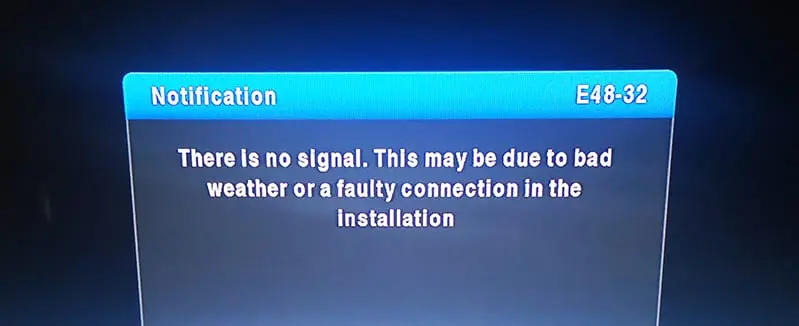 Notification E48-32
There is no signal. This may be due to bad
weather or a faulty connection in the
installation